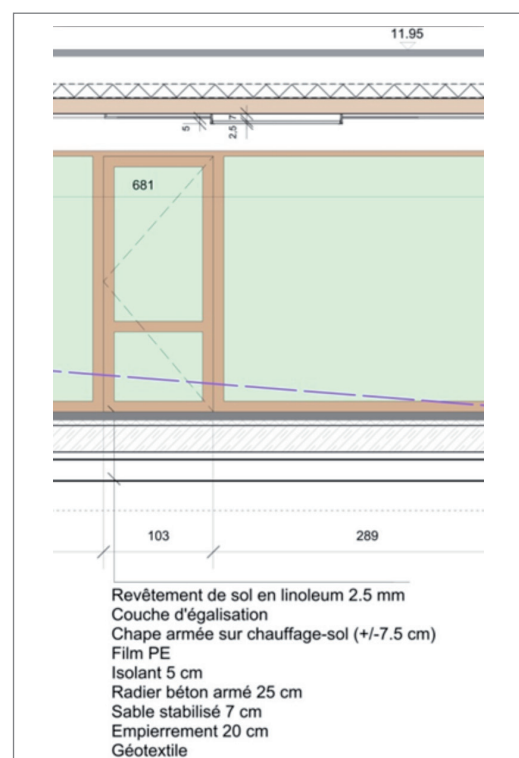 11.95
5
2,5 7
681
103 289
Revêtement de sol en linoleum 2.5 mm
Couche d'égalisation
Chape armée sur chauffage-sol (+/-7.5 cm)
Film PE
Isolant 5 cm
Radier béton armé 25 cm
Sable stabilisé 7 cm
Empierrement 20 cm
Géotextile